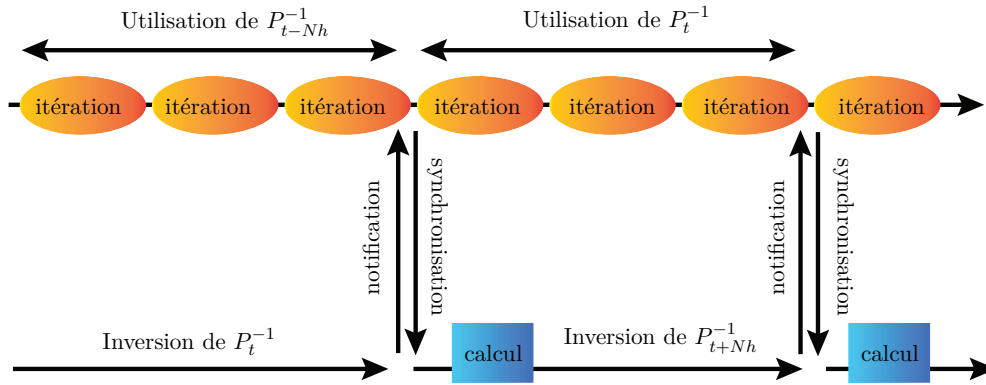 Utilisation de $P_{t-Nh}^{-1}$
Utilisation de $P_t^{-1}$
itération itération itération itération itération itération itération
notification
synchronisation
notification
synchronisation
Inversion de $P_t^{-1}$
calcul
Inversion de $P_{t+Nh}^{-1}$
calcul